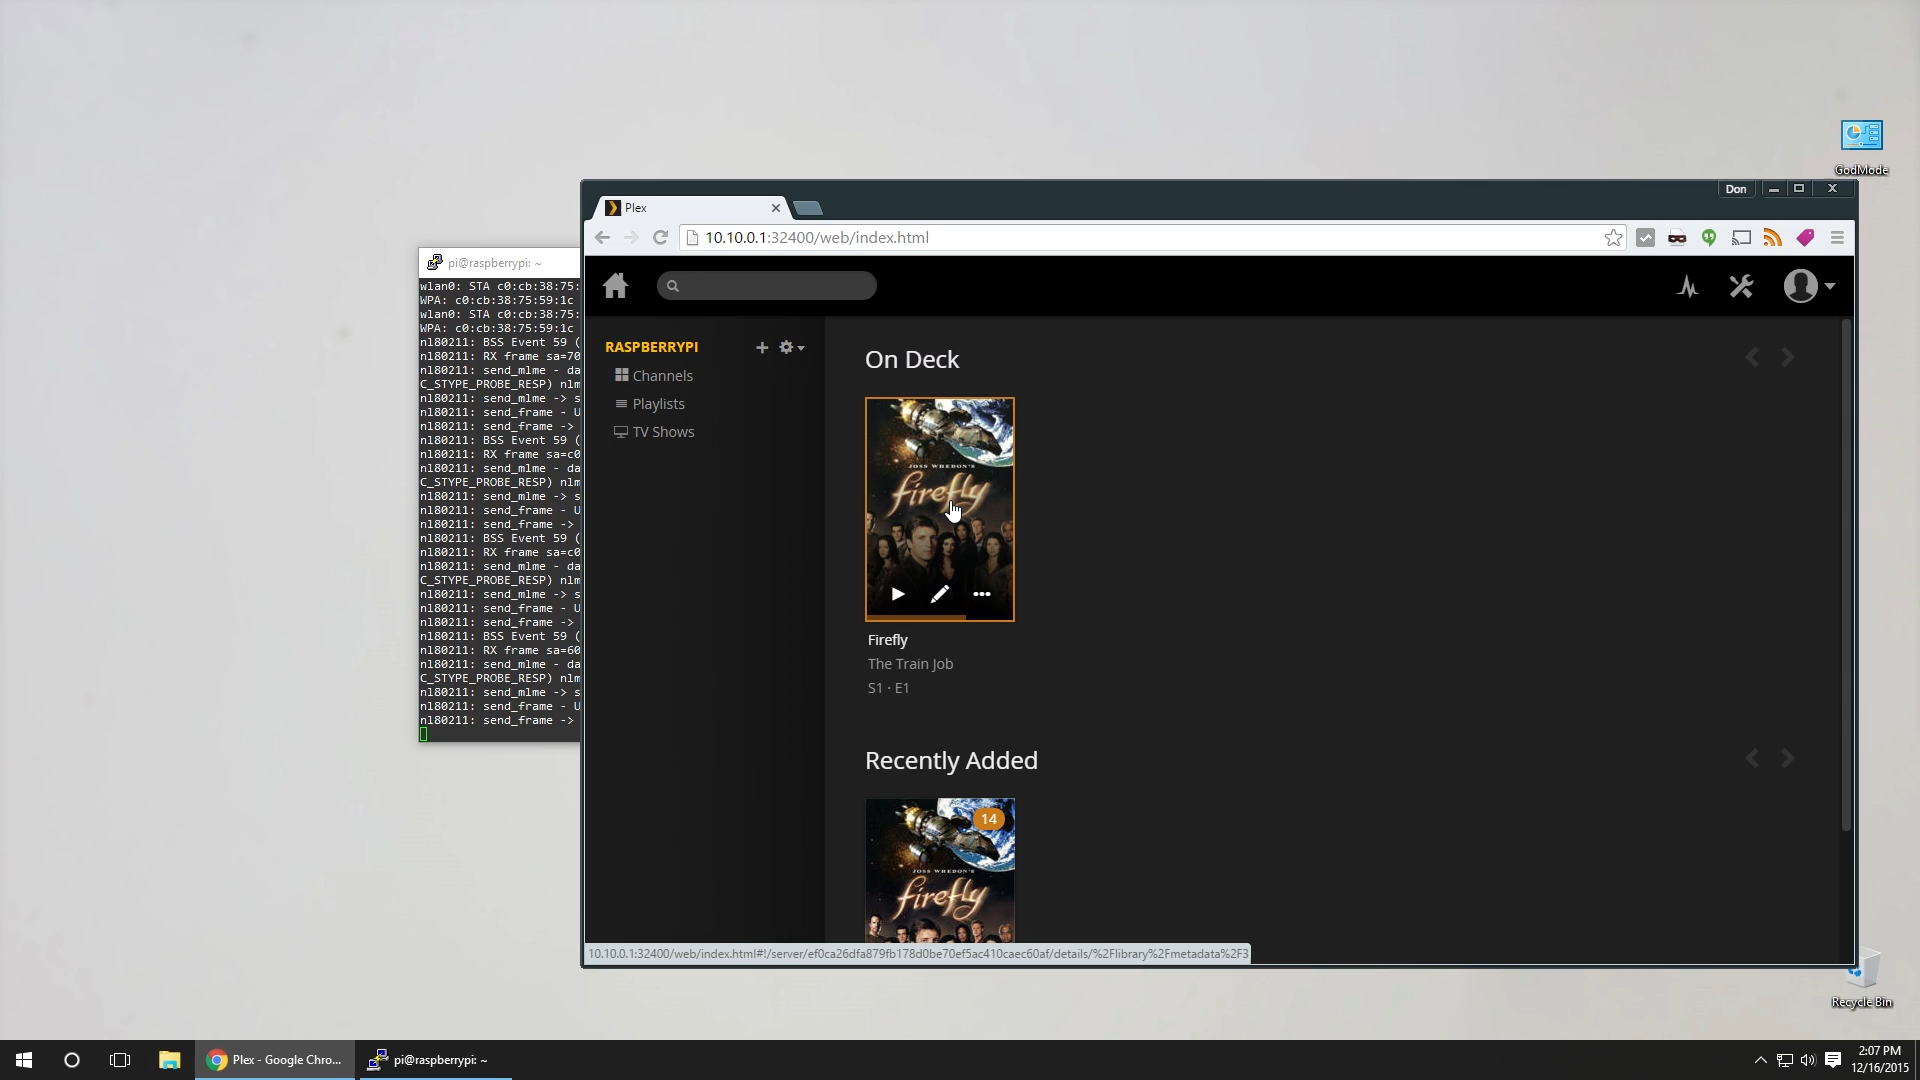 GodMode
Don
Plex
10.10.0.1:32400/web/index.html
pi@raspberrypi: ~
wlan0: STA c0:cb:38:75:
WPA: c0:cb:38:75:59:1c
wlan0: STA c0:cb:38:75:
WPA: c0:cb:38:75:59:1c
nl80211: BSS Event 59 (
nl80211: RX frame sa=70
nl80211: send_mlme - da
C_STYPE_PROBE_RESP) nlm
nl80211: send_mlme -> s
nl80211: send_frame - U
nl80211: send_frame ->
nl80211: BSS Event 59 (
nl80211: RX frame sa=c0
nl80211: send_mlme - da
C_STYPE_PROBE_RESP) nlm
nl80211: send_mlme -> s
nl80211: send_frame - U
nl80211: send_frame ->
nl80211: BSS Event 59 (
nl80211: RX frame sa=c0
nl80211: send_mlme - da
C_STYPE_PROBE_RESP) nlm
nl80211: send_mlme -> s
nl80211: send_frame - U
nl80211: send_frame ->
nl80211: BSS Event 59 (
nl80211: RX frame sa=60
nl80211: send_mlme - da
C_STYPE_PROBE_RESP) nlm
nl80211: send_mlme -> s
nl80211: send_frame - U
nl80211: send_frame ->
RASPBERRYPI
Channels
Playlists
TV Shows
On Deck
JOSS WHEDON'S
firefly
Firefly
The Train Job
S1 · E1
Recently Added
14
JOSS WHEDON'S
firefly
10.10.0.1:32400/web/index.html#!/server/ef0ca26dfa879fb178d0be70ef5ac410caec60af/details/%2Flibrary%2Fmetadata%2F3
Recycle Bin
Plex - Google Chro...
pi@raspberrypi: ~
2:07 PM
12/16/2015